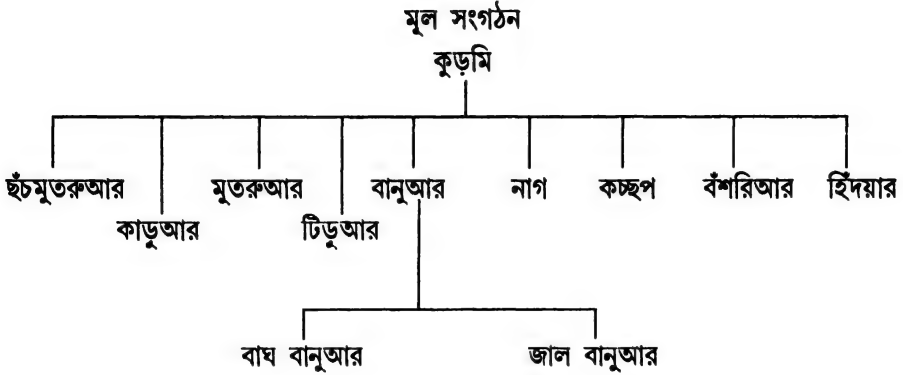 মূল সংগঠন
কুড়মি
ছঁচমুতরুআর মুতরুআর বানুআর নাগ কচ্ছপ বঁশরিআর হিঁদয়ার
কাড়ুআর টিড়ুআর
বাঘ বানুআর জাল বানুআর